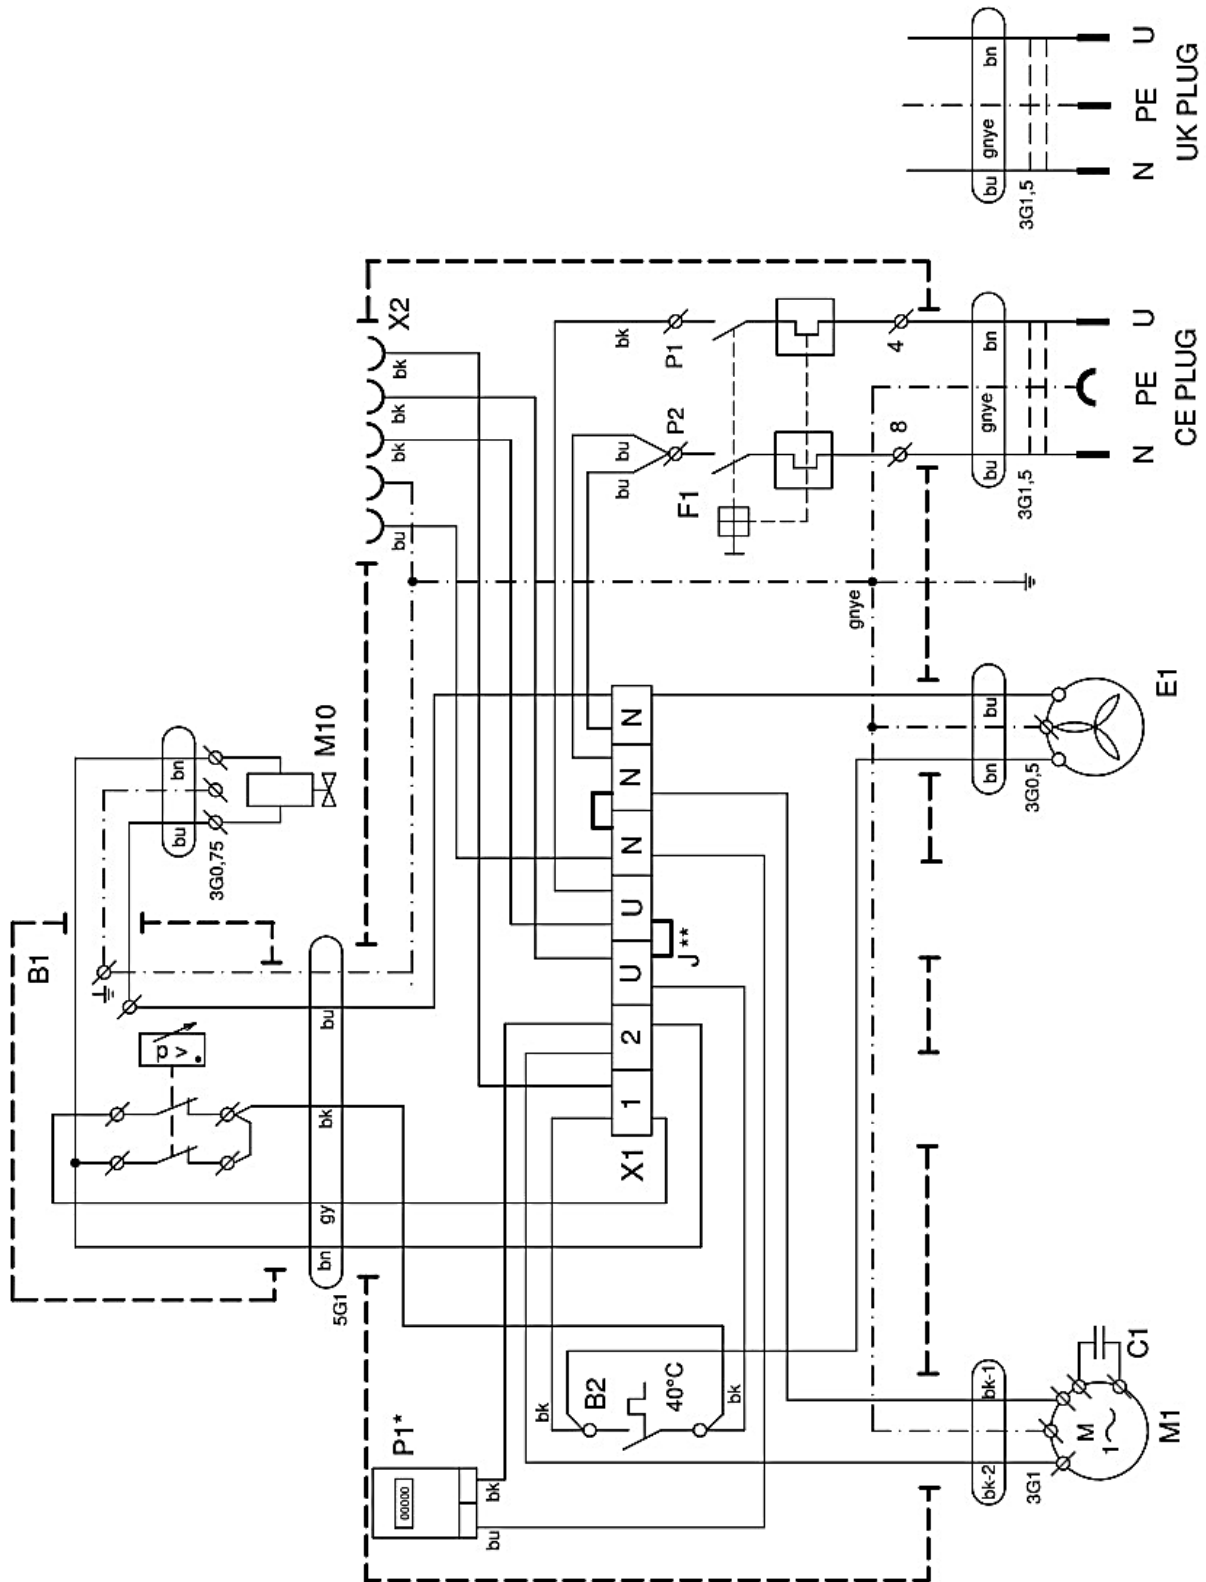 bn
gnye
bu
3G1,5
U
PE
N
UK PLUG
X2
bk
bk
bk
bu
bk
P1
P2
bu
bu
F1
4
8
bn
gnye
bu
3G1,5
U
PE
N
CE PLUG
gnye
bn
bu
3G0,75
M10
B1
p
v
bu
bk
gy
bn
5G1
N
N
N
U
U
2
1
X1
J**
bu
bn
3G0,5
E1
P1*
00000
bk
bu
bk
B2
40°C
bk
bk-1
bk-2
3G1
M
1~
C1
M1